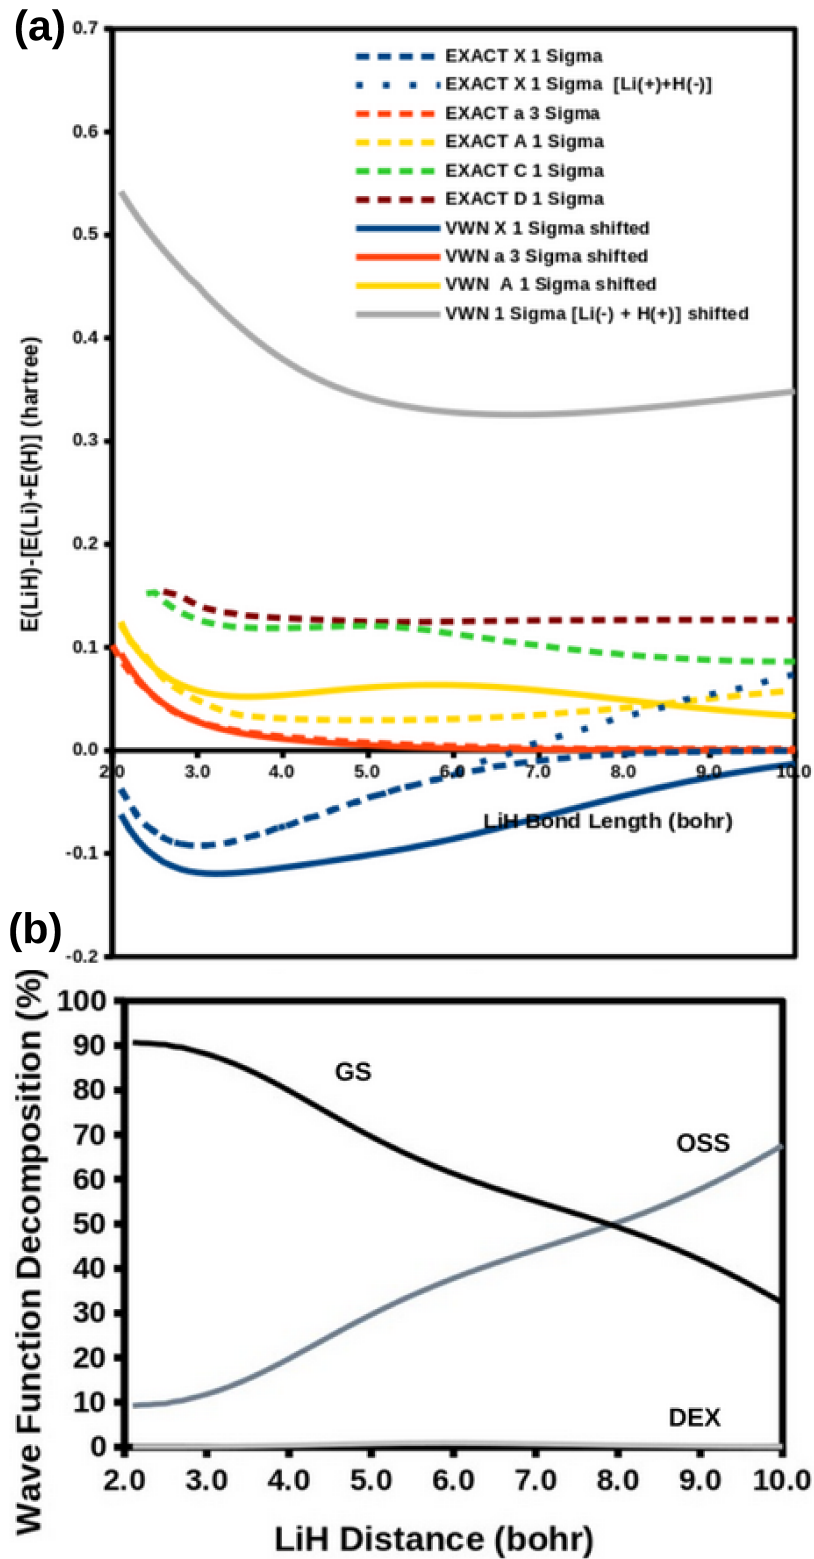 (a)
0.7
EXACT X 1 Sigma
EXACT X 1 Sigma [Li(+)+H(-)]
EXACT a 3 Sigma
EXACT A 1 Sigma
EXACT C 1 Sigma
EXACT D 1 Sigma
VWN X 1 Sigma shifted
VWN a 3 Sigma shifted
VWN A 1 Sigma shifted
VWN 1 Sigma [Li(-) + H(+)] shifted
0.6
0.5
0.4
0.3
0.2
0.1
0.0
-0.1
-0.2
E(LiH)-[E(Li)+E(H)] (hartree)
2.0 3.0 4.0 5.0 6.0 7.0 8.0 9.0 10.0
LiH Bond Length (bohr)
(b)
Wave Function Decomposition (%)
100
90
80
70
60
50
40
30
20
10
0
GS
OSS
DEX
2.0 3.0 4.0 5.0 6.0 7.0 8.0 9.0 10.0
LiH Distance (bohr)